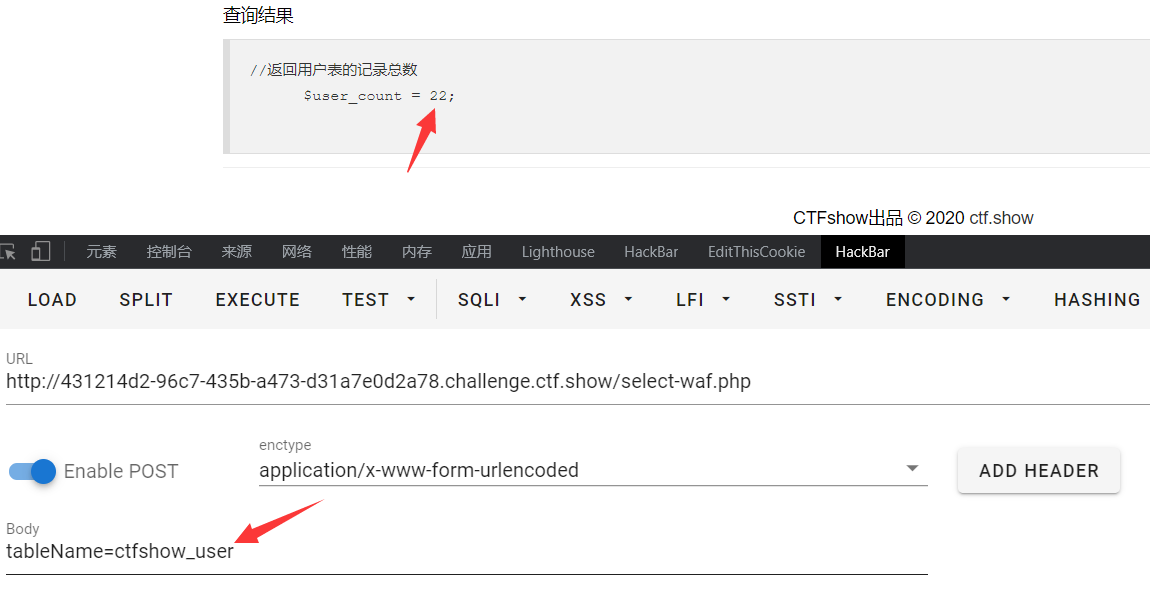 查询结果
//返回用户表的记录总数
$user_count = 22;
CTFshow出品 © 2020 ctf.show
元素 控制台 来源 网络 性能 内存 应用 Lighthouse HackBar EditThisCookie HackBar
LOAD SPLIT EXECUTE TEST SQLI XSS LFI SSTI ENCODING HASHING
URL
http://431214d2-96c7-435b-a473-d31a7e0d2a78.challenge.ctf.show/select-waf.php
enctype
Enable POST application/x-www-form-urlencoded ADD HEADER
Body
tableName=ctfshow_user